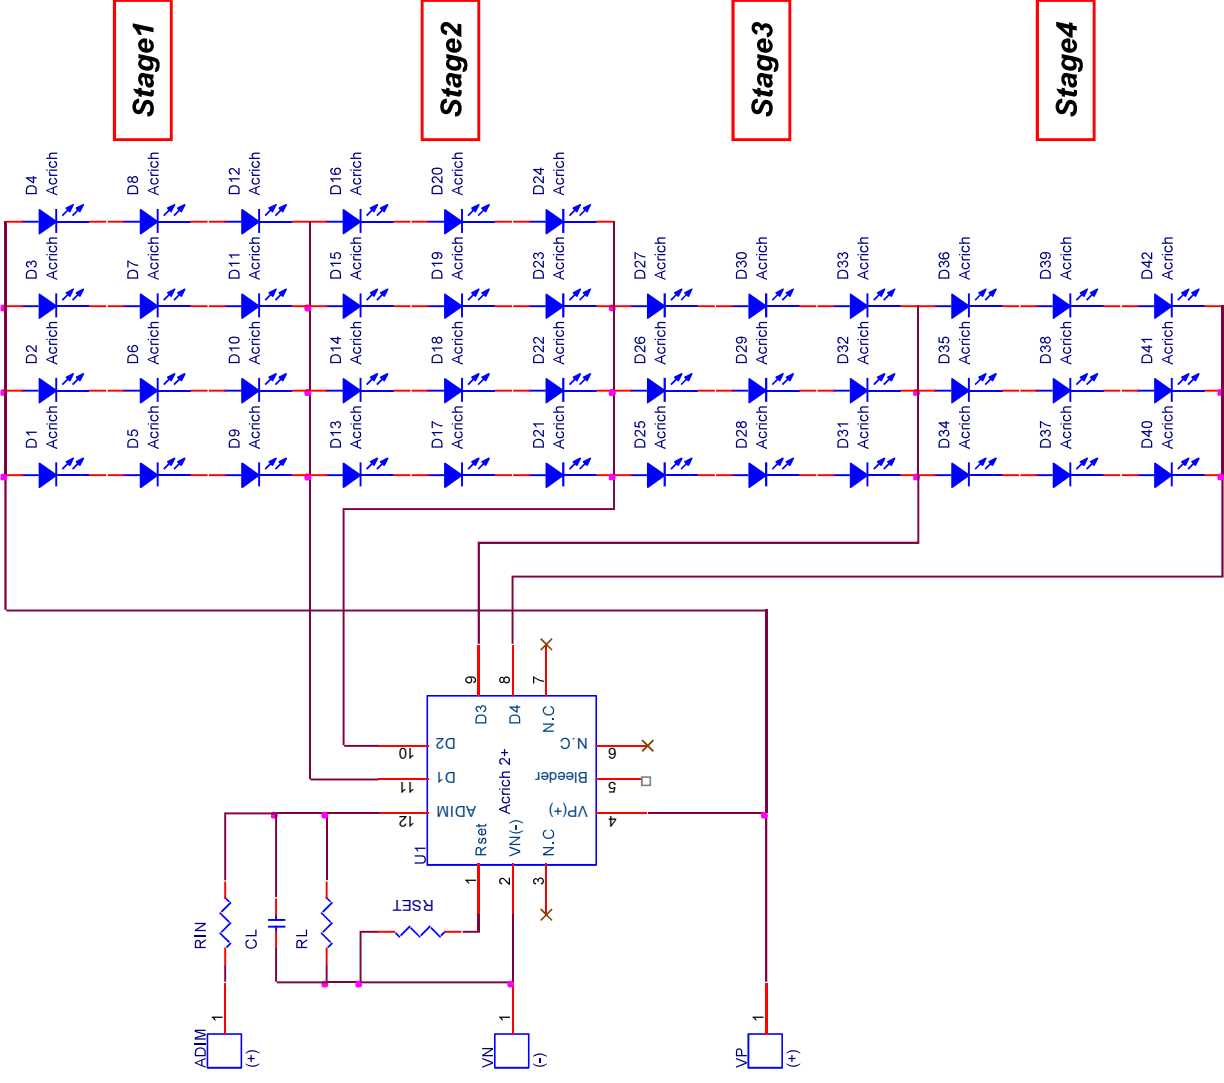 Stage1
Stage2
Stage3
Stage4
D4
Acrich
D8
Acrich
D12
Acrich
D16
Acrich
D20
Acrich
D24
Acrich
D3
Acrich
D7
Acrich
D11
Acrich
D15
Acrich
D19
Acrich
D23
Acrich
D27
Acrich
D30
Acrich
D33
Acrich
D36
Acrich
D39
Acrich
D42
Acrich
D2
Acrich
D6
Acrich
D10
Acrich
D14
Acrich
D18
Acrich
D22
Acrich
D26
Acrich
D29
Acrich
D32
Acrich
D35
Acrich
D38
Acrich
D41
Acrich
D1
Acrich
D5
Acrich
D9
Acrich
D13
Acrich
D17
Acrich
D21
Acrich
D25
Acrich
D28
Acrich
D31
Acrich
D34
Acrich
D37
Acrich
D40
Acrich
9
8
7
D3
D4
N.C
10
D2
N.C
6
11
D1
Acrich 2+
Bleeder
5
12
ADIM
VP(+)
4
U1
Rset
VN(-)
N.C
1
2
3
RSET
RIN
CL
RL
1
1
1
ADIM
(+)
VN
(-)
VP
(+)